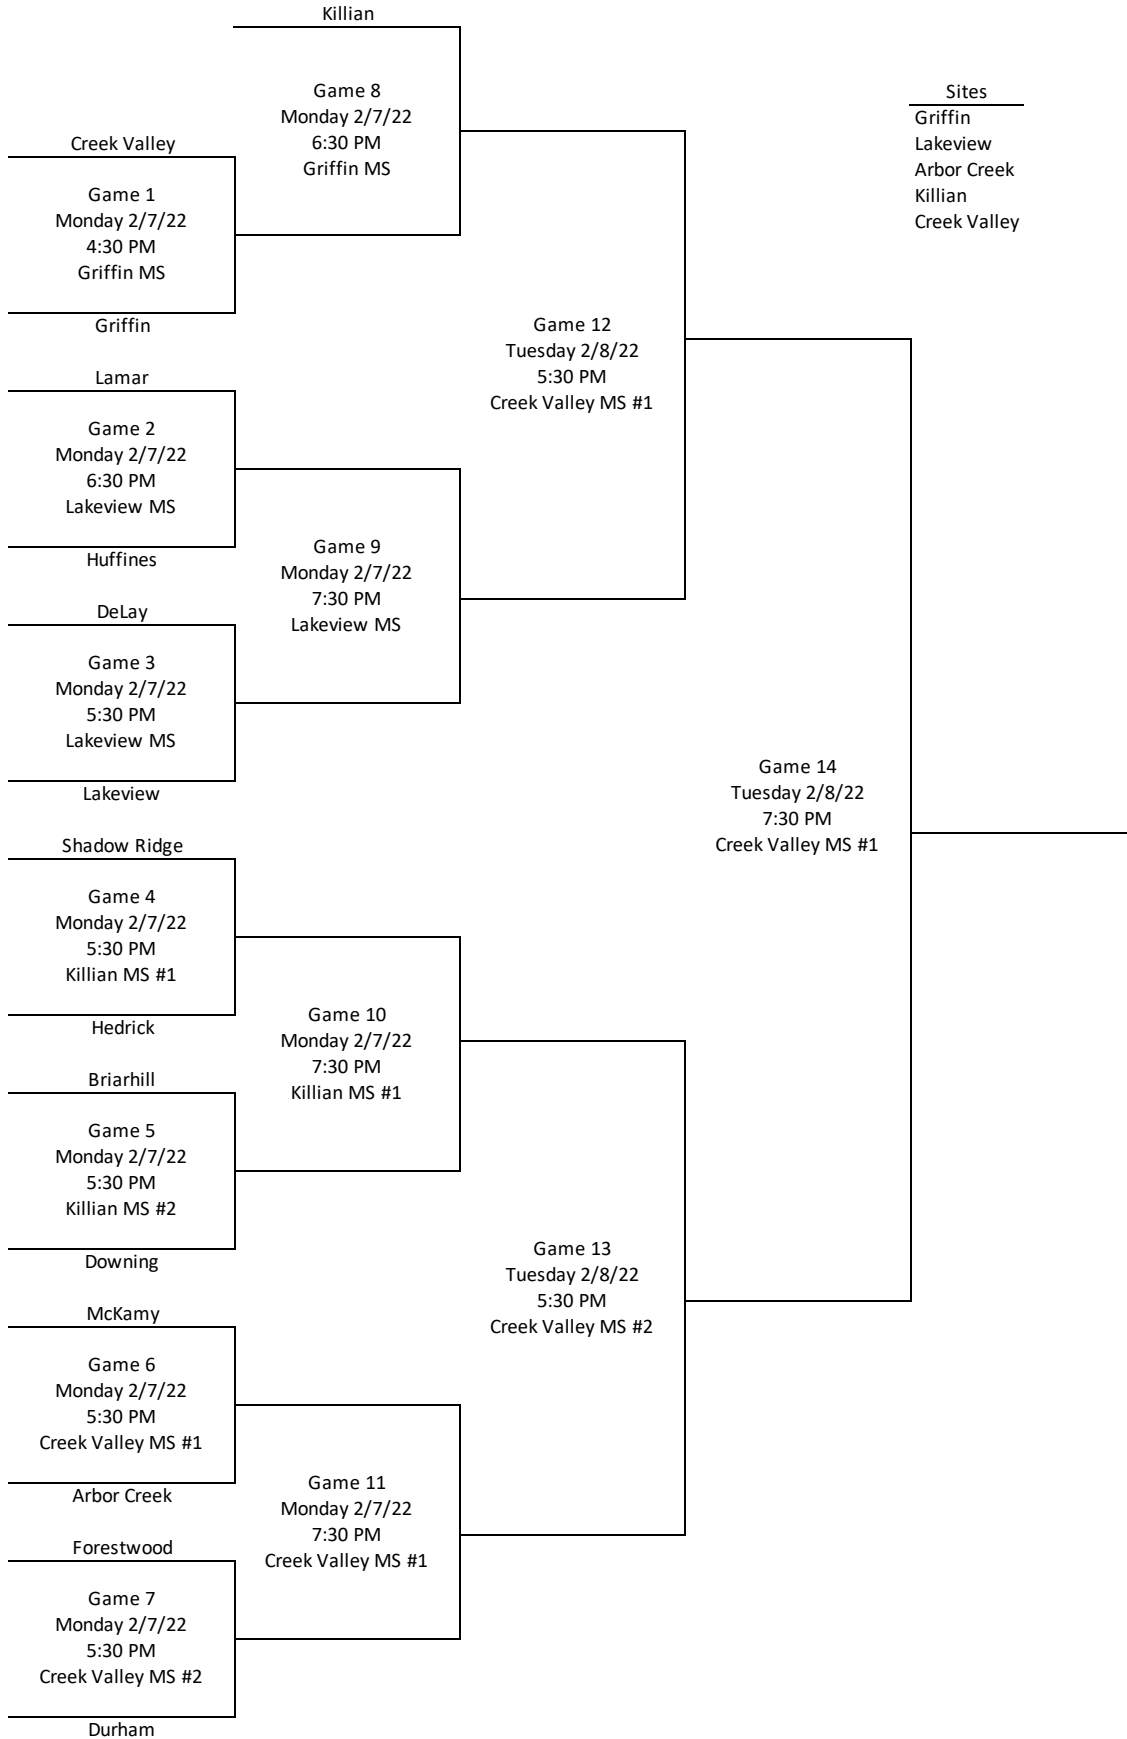 Killian
Game 8
Monday 2/7/22
6:30 PM
Griffin MS
Sites
Griffin
Lakeview
Arbor Creek
Killian
Creek Valley
Creek Valley
Game 1
Monday 2/7/22
4:30 PM
Griffin MS
Griffin
Game 12
Tuesday 2/8/22
5:30 PM
Creek Valley MS #1
Lamar
Game 2
Monday 2/7/22
6:30 PM
Lakeview MS
Huffines
Game 9
Monday 2/7/22
7:30 PM
Lakeview MS
DeLay
Game 3
Monday 2/7/22
5:30 PM
Lakeview MS
Lakeview
Game 14
Tuesday 2/8/22
7:30 PM
Creek Valley MS #1
Shadow Ridge
Game 4
Monday 2/7/22
5:30 PM
Killian MS #1
Hedrick
Game 10
Monday 2/7/22
7:30 PM
Killian MS #1
Briarhill
Game 5
Monday 2/7/22
5:30 PM
Killian MS #2
Downing
Game 13
Tuesday 2/8/22
5:30 PM
Creek Valley MS #2
McKamy
Game 6
Monday 2/7/22
5:30 PM
Creek Valley MS #1
Arbor Creek
Game 11
Monday 2/7/22
7:30 PM
Creek Valley MS #1
Forestwood
Game 7
Monday 2/7/22
5:30 PM
Creek Valley MS #2
Durham